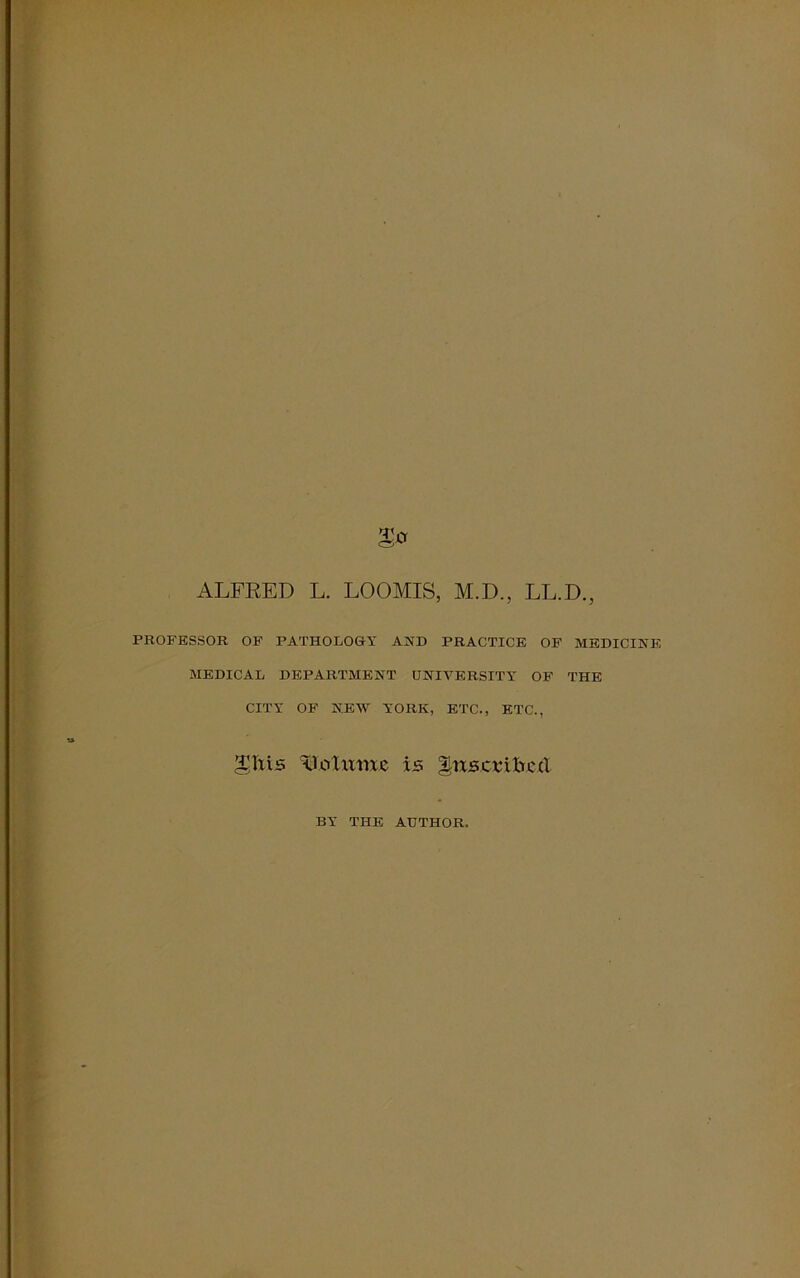 To
ALFRED L. LOOMIS, M.D., LL.D.,
PROFESSOR OF PATHOLOGY AND PRACTICE OF MEDICINE
MEDICAL DEPARTMENT UNIVERSITY OF THE
CITY OF NEW YORK, ETC., ETC.,
This Volume is Inscribed
BY THE AUTHOR.